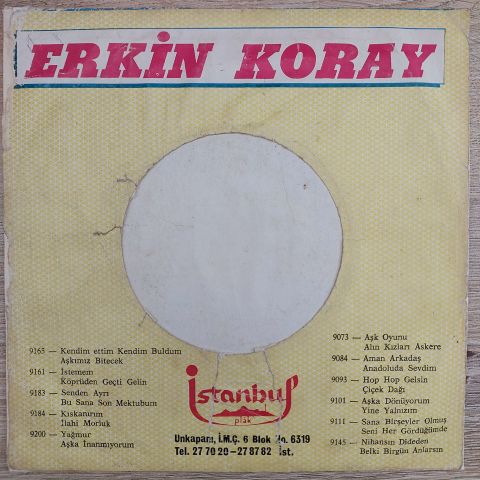 ERKİN KORAY
9165 — Kendim ettim Kendim Buldum
Aşkımız Bitecek
9161 — İstemem
Köprüden Geçti Gelin
9183 — Senden Ayrı
Bu Sana Son Mektubum
9184 — Kıskanırım
İlahi Morluk
9200 — Yağmur
Aşka İnanmıyorum
9073 — Aşk Oyunu
Alın Kızları Askere
9084 — Aman Arkadaş
Anadoluda Sevdim
9093 — Hop Hop Gelsin
Çiçek Dağı
9101 — Aşka Dönüyorum
Yine Yalnızım
9111 — Sana Birşeyler Olmuş
Seni Her Gördüğümde
9145 — Nihansın Dideden
Belki Birgün Anlarsın
İstanbul
plak
Unkapanı, İ.M.Ç. 6 Blok No. 6519
Tel. 27 70 20 – 27 87 82 İst.